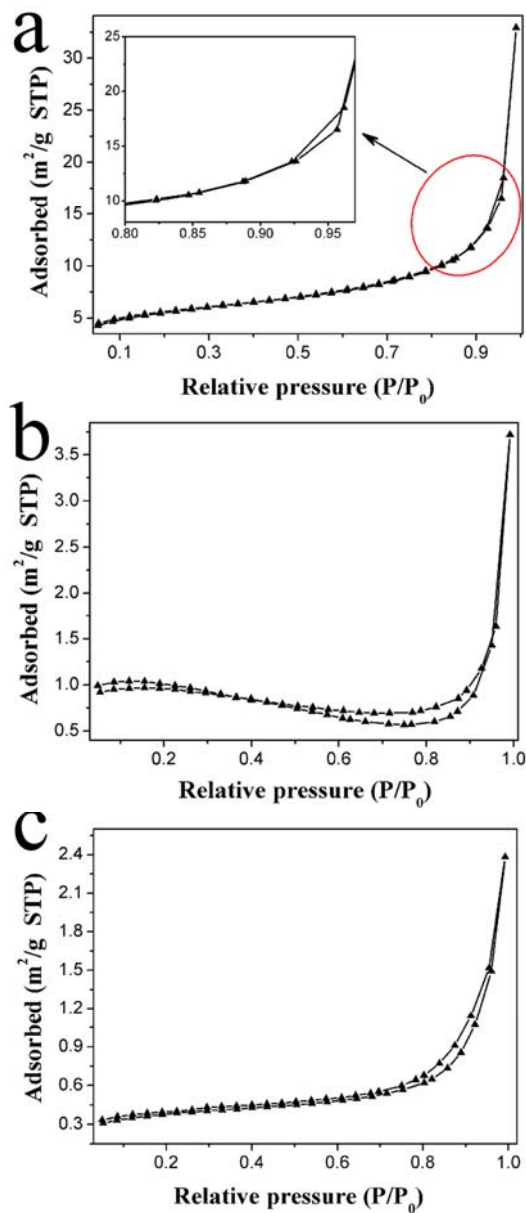 a
Adsorbed (m²/g STP)
30
25
20
15
10
5
25
20
15
10
0.80 0.85 0.90 0.95
0.1 0.3 0.5 0.7 0.9
Relative pressure (P/P₀)
b
Adsorbed (m²/g STP)
3.5
3.0
2.5
2.0
1.5
1.0
0.5
0.2 0.4 0.6 0.8 1.0
Relative pressure (P/P₀)
c
Adsorbed (m²/g STP)
2.4
2.1
1.8
1.5
1.2
0.9
0.6
0.3
0.2 0.4 0.6 0.8 1.0
Relative pressure (P/P₀)